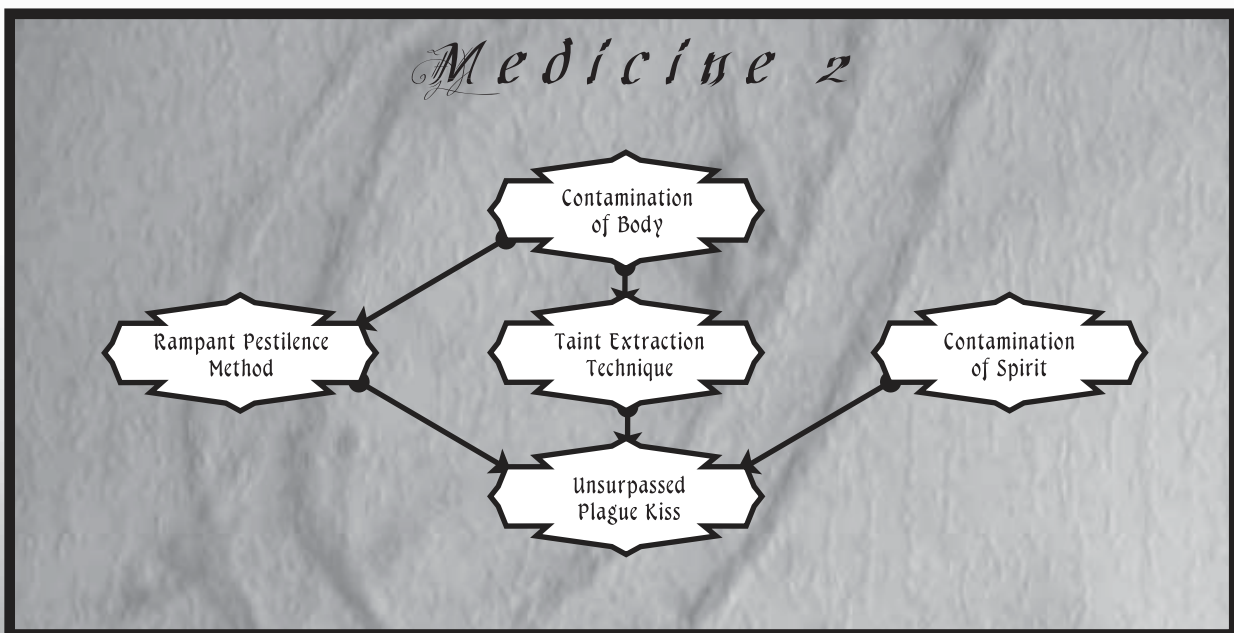 Medicine 2
Contamination
of Body
Rampant Pestilence
Method
Taint Extraction
Technique
Contamination
of Spirit
Unsurpassed
Plague Kiss